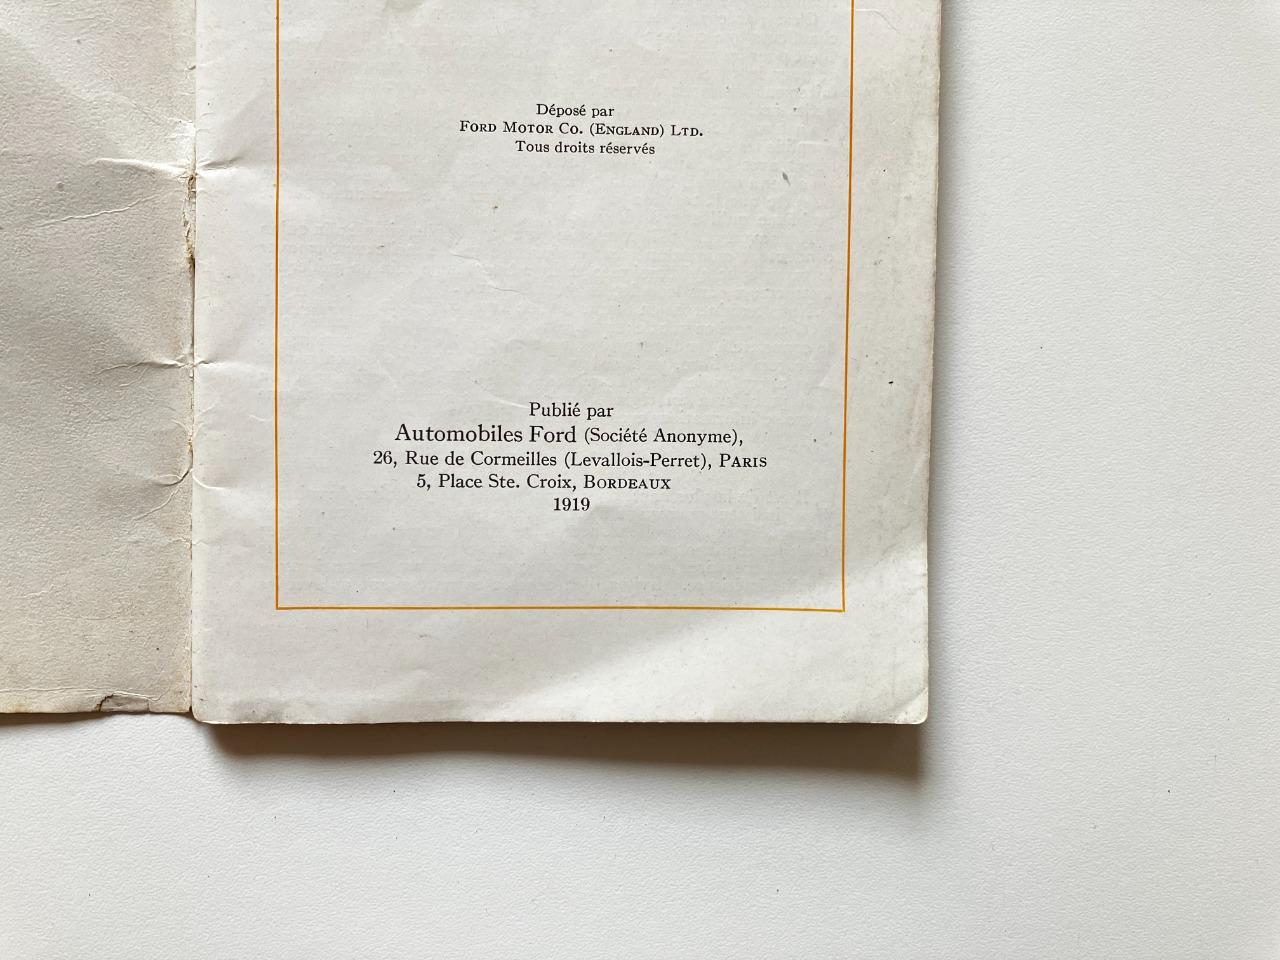 Déposé par
Ford Motor Co. (England) Ltd.
Tous droits réservés
Publié par
Automobiles Ford (Société Anonyme),
26, Rue de Cormeilles (Levallois-Perret), Paris
5, Place Ste. Croix, Bordeaux
1919